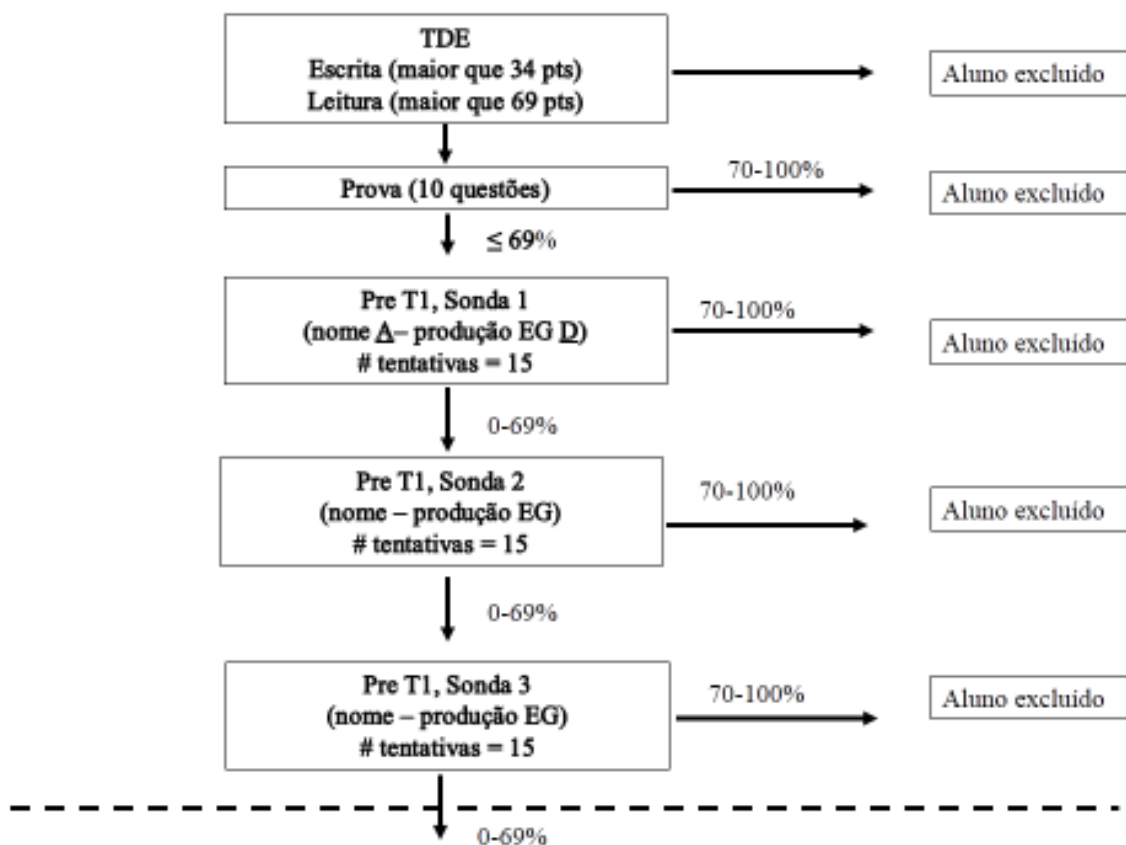 TDE
Escrita (maior que 34 pts)
Leitura (maior que 69 pts)
Aluno excluído
Prova (10 questões)
70-100%
Aluno excluído
≤ 69%
Pre T1, Sonda 1
(nome A– produção EG D)
# tentativas = 15
70-100%
Aluno excluído
0-69%
Pre T1, Sonda 2
(nome – produção EG)
# tentativas = 15
70-100%
Aluno excluído
0-69%
Pre T1, Sonda 3
(nome – produção EG)
# tentativas = 15
70-100%
Aluno excluído
0-69%